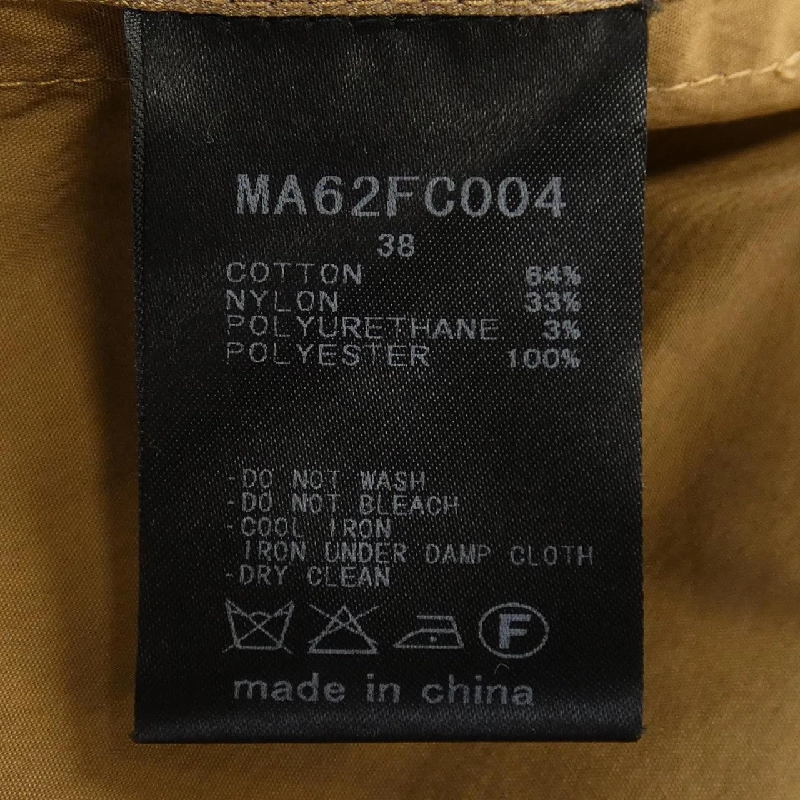 MA62FC004
38
COTTON 64%
NYLON 33%
POLYURETHANE 3%
POLYESTER 100%
-DO NOT WASH
-DO NOT BLEACH
-COOL IRON
IRON UNDER DAMP CLOTH
-DRY CLEAN
F
made in china